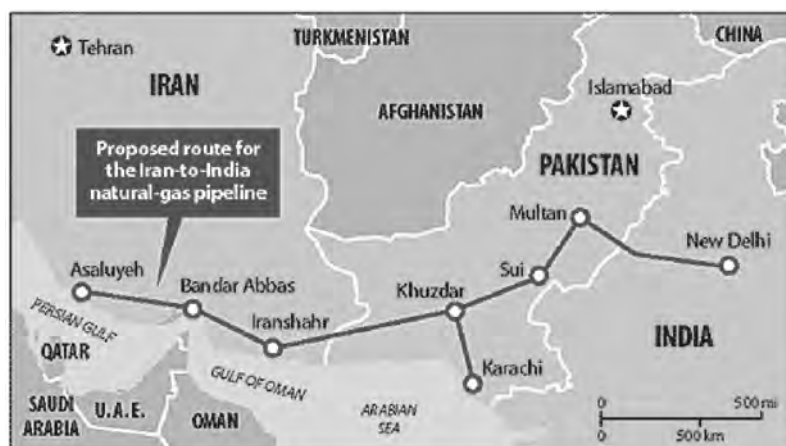 TURKMENISTAN
CHINA
Tehran
Islamabad
IRAN
AFGHANISTAN
Proposed route for
the Iran-to-India
natural-gas pipeline
PAKISTAN
Multan
New Delhi
Asaluyeh
Bandar Abbas
Sui
Khuzdar
PERSIAN GULF
Iranshahr
INDIA
QATAR
GULF OF OMAN
Karachi
SAUDI
ARABIA
U.A.E.
OMAN
ARABIAN
SEA
0 500 mi
0 500 km